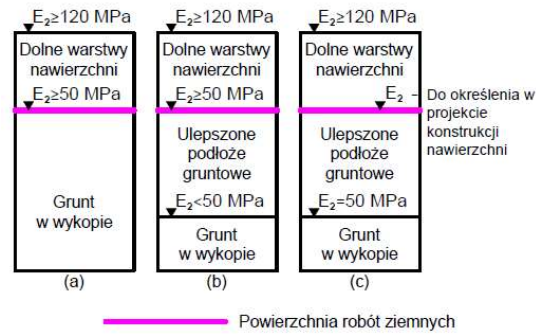 E₂≥120 MPa
Dolne warstwy
nawierzchni
E₂≥50 MPa
Grunt
w wykopie
(a)
E₂≥120 MPa
Dolne warstwy
nawierzchni
E₂≥50 MPa
Ulepszone
podłoże
gruntowe
E₂<50 MPa
Grunt
w wykopie
(b)
E₂≥120 MPa
Dolne warstwy
nawierzchni
E₂ - Do określenia w
projekcie
konstrukcji
nawierzchni
Ulepszone
podłoże
gruntowe
E₂=50 MPa
Grunt
w wykopie
(c)
Powierzchnia robót ziemnych